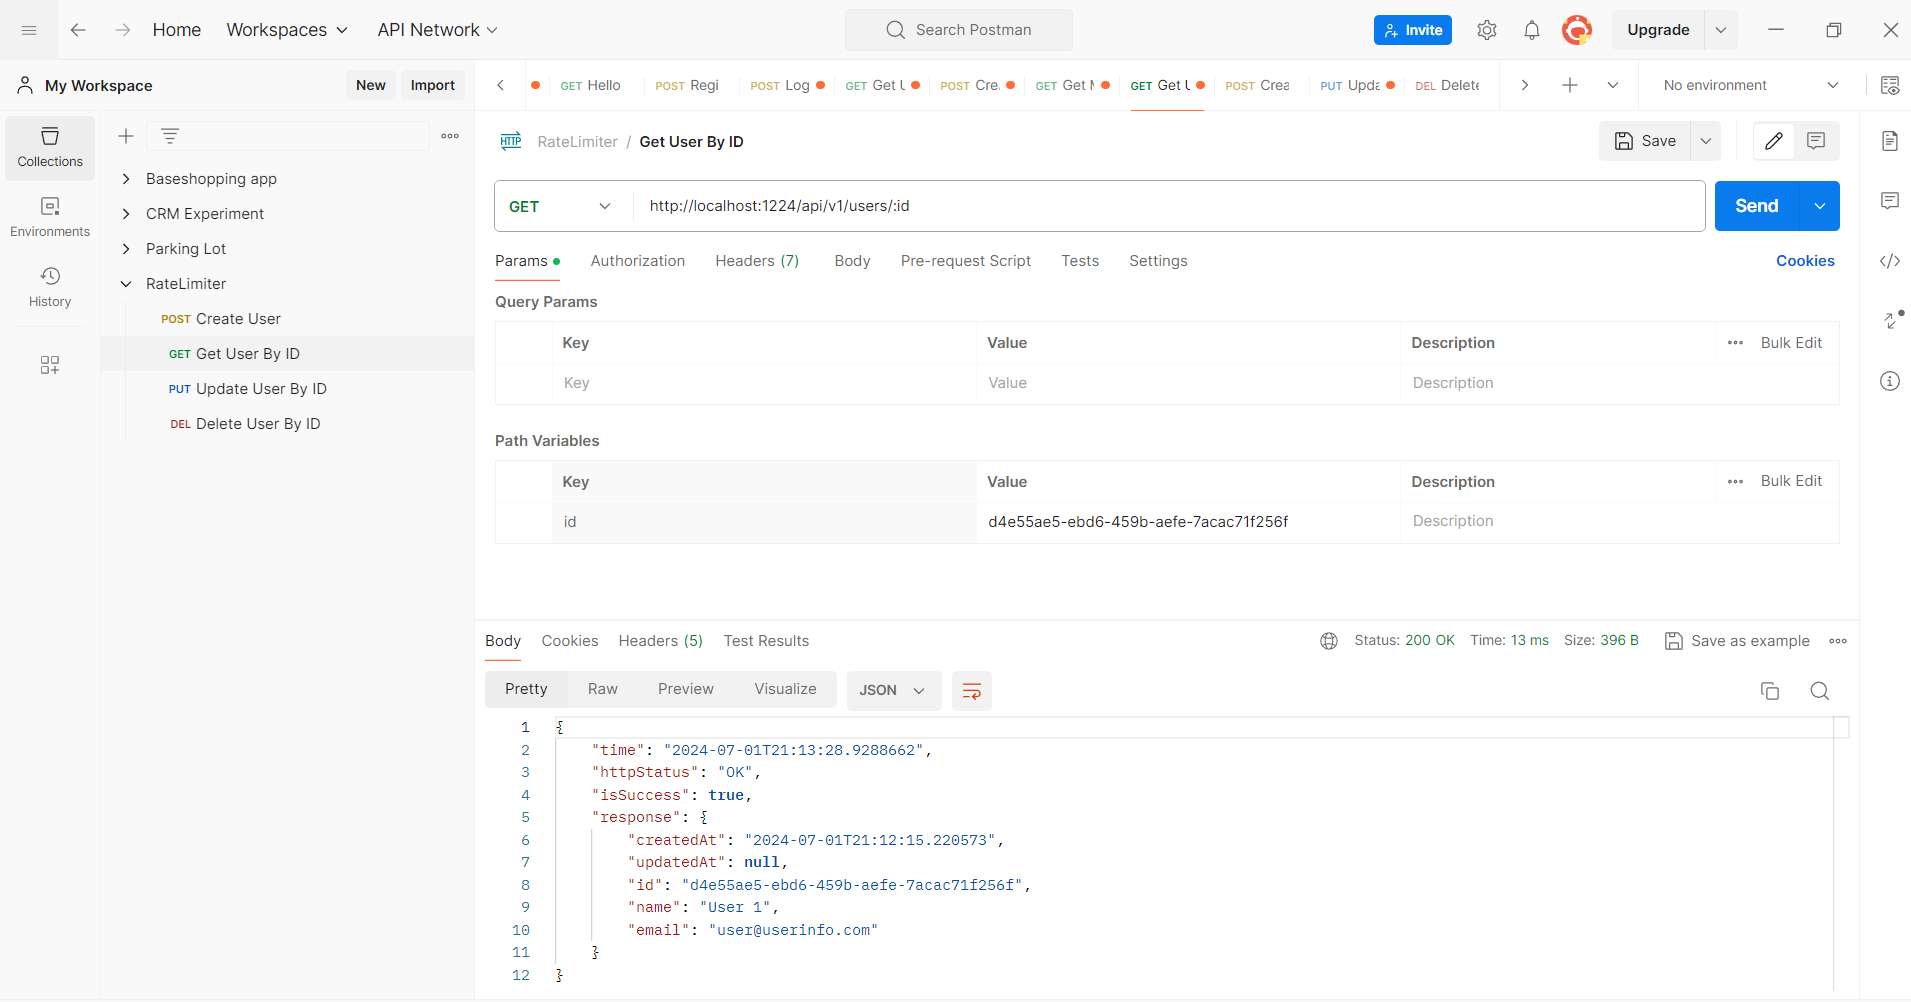 Home Workspaces API Network Search Postman Invite Upgrade
My Workspace New Import
GET Hello POST Regi POST Log GET Get U POST Cre GET Get M GET Get U POST Crea PUT Upda DEL Delete No environment
Collections
Environments
History
Baseshopping app
CRM Experiment
Parking Lot
RateLimiter
POST Create User
GET Get User By ID
PUT Update User By ID
DEL Delete User By ID
HTTP RateLimiter / Get User By ID Save
GET http://localhost:1224/api/v1/users/:id Send
Params Authorization Headers (7) Body Pre-request Script Tests Settings Cookies
Query Params
Key Value Description Bulk Edit
Key Value Description
Path Variables
Key Value Description Bulk Edit
id d4e55ae5-ebd6-459b-aefe-7acac71f256f Description
Body Cookies Headers (5) Test Results Status: 200 OK Time: 13 ms Size: 396 B Save as example
Pretty Raw Preview Visualize JSON
1 {
2 "time": "2024-07-01T21:13:28.9288662",
3 "httpStatus": "OK",
4 "isSuccess": true,
5 "response": {
6 "createdAt": "2024-07-01T21:12:15.220573",
7 "updatedAt": null,
8 "id": "d4e55ae5-ebd6-459b-aefe-7acac71f256f",
9 "name": "User 1",
10 "email": "user@userinfo.com"
11 }
12 }